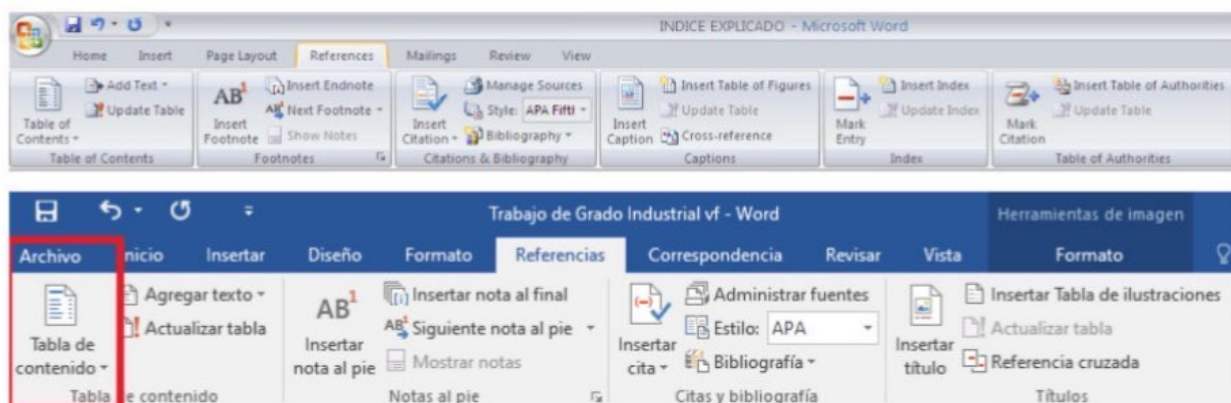 INDICE EXPLICADO - Microsoft Word
Home Insert Page Layout References Mailings Review View
Add Text Insert Endnote Manage Sources Insert Table of Figures Insert Index Insert Table of Authorities
Update Table AB1 Next Footnote Style: APA Fifth Update Table Update Index Update Table
Table of Contents Insert Footnote Show Notes Insert Citation Bibliography Insert Caption Cross-reference Mark Entry Mark Citation
Table of Contents Footnotes Citations & Bibliography Captions Index Table of Authorities
Trabajo de Grado Industrial vf - Word Herramientas de imagen
Archivo Inicio Insertar Diseño Formato Referencias Correspondencia Revisar Vista Formato
Agregar texto AB1 Insertar nota al final Administrar fuentes Insertar Tabla de ilustraciones
Actualizar tabla AB1 Siguiente nota al pie Estilo: APA Actualizar tabla
Tabla de contenido Insertar nota al pie Mostrar notas Insertar cita Bibliografía Insertar título Referencia cruzada
Tabla de contenido Notas al pie Citas y bibliografía Títulos